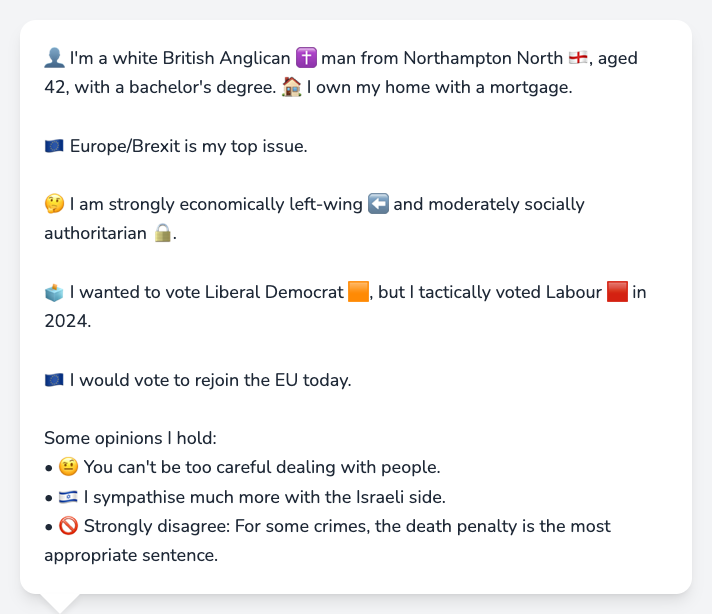 👤 I'm a white British Anglican ✝️ man from Northampton North 🏴󠁧󠁢󠁥󠁮󠁧󠁿, aged
42, with a bachelor's degree. 🏠 I own my home with a mortgage.
🇪🇺 Europe/Brexit is my top issue.
🤔 I am strongly economically left-wing ⬅️ and moderately socially
authoritarian 🔒.
🗳️ I wanted to vote Liberal Democrat 🟧, but I tactically voted Labour 🟥 in
2024.
🇪🇺 I would vote to rejoin the EU today.
Some opinions I hold:
• 🤨 You can't be too careful dealing with people.
• 🇮🇱 I sympathise much more with the Israeli side.
• 🚫 Strongly disagree: For some crimes, the death penalty is the most
appropriate sentence.